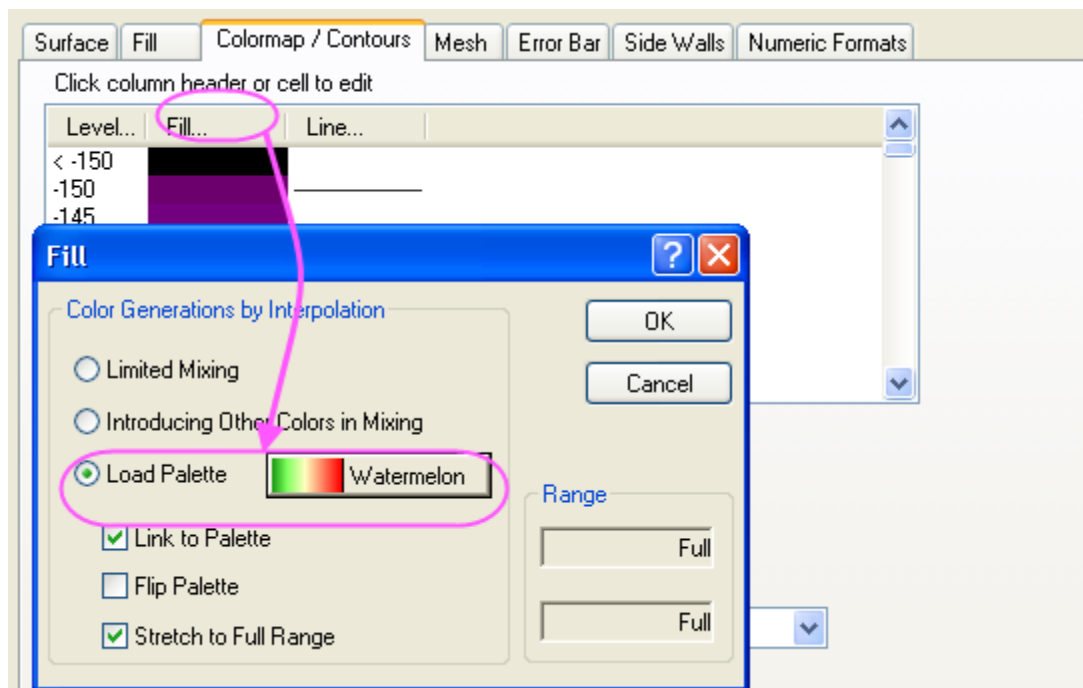 Surface Fill Colormap / Contours Mesh Error Bar Side Walls Numeric Formats
Click column header or cell to edit
Level... Fill... Line...
< -150
-150
-145
Fill
Color Generations by Interpolation
OK
Limited Mixing
Cancel
Introducing Other Colors in Mixing
Load Palette Watermelon
Range
Link to Palette
Full
Flip Palette
Full
Stretch to Full Range